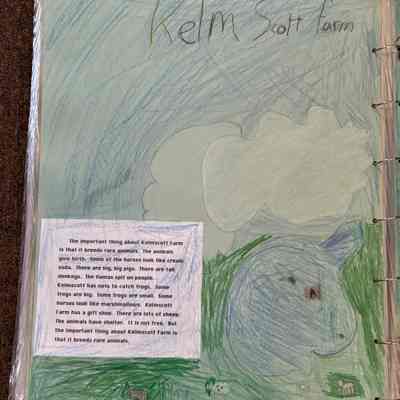 Kelm Scott farm
The important thing about Kelmscott Farm
is that it breeds rare animals. The animals
give birth. Some of the horses look like cream
soda. There are big, big pigs. There are tall
donkeys. The llamas spit on people.
Kelmscott has nets to catch frogs. Some
frogs are big. Some frogs are small. Some
horses look like marshmallows. Kelmscott
Farm has a gift shop. There are lots of sheep.
The animals have shelter. It is not free. But
the important thing about Kelmscott Farm is
that it breeds rare animals.